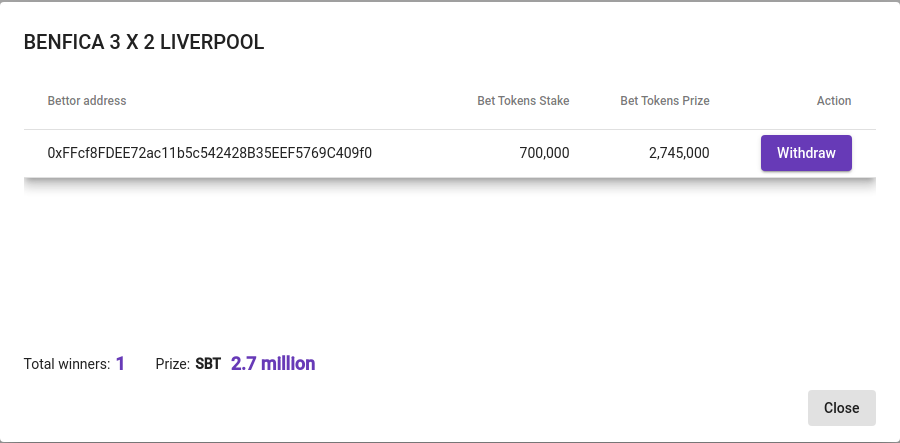 BENFICA 3 X 2 LIVERPOOL
Bettor address Bet Tokens Stake Bet Tokens Prize Action
0xFFcf8FDEE72ac11b5c542428B35EEF5769C409f0 700,000 2,745,000 Withdraw
Total winners: 1 Prize: SBT 2.7 million
Close